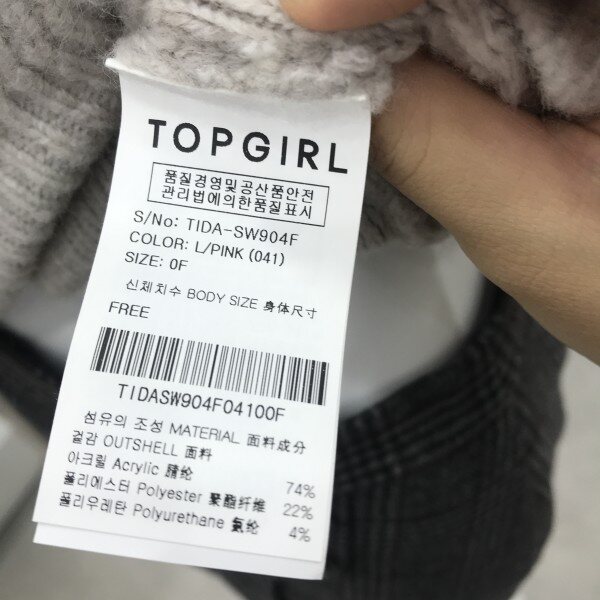 TOPGIRL
품질경영및공산품안전
관리법에의한품질표시
S/No: TIDA-SW904F
COLOR: L/PINK (041)
SIZE: 0F
신체치수 BODY SIZE 身体尺寸
FREE
TIDASW904F04100F
섬유의 조성 MATERIAL 面料成分
겉감 OUTSHELL 面料
아크릴 Acrylic 腈纶 74%
폴리에스터 Polyester 聚酯纤维 22%
폴리우레탄 Polyurethane 氨纶 4%